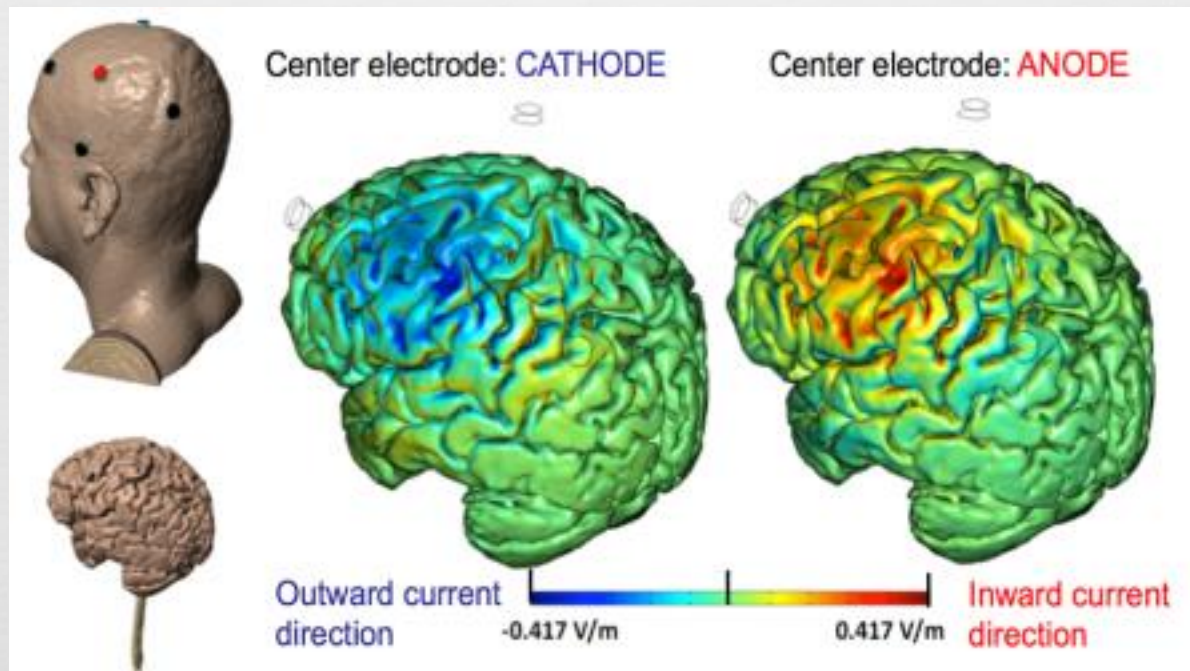 Center electrode: CATHODE
Center electrode: ANODE
Outward current
direction
-0.417 V/m
0.417 V/m
Inward current
direction